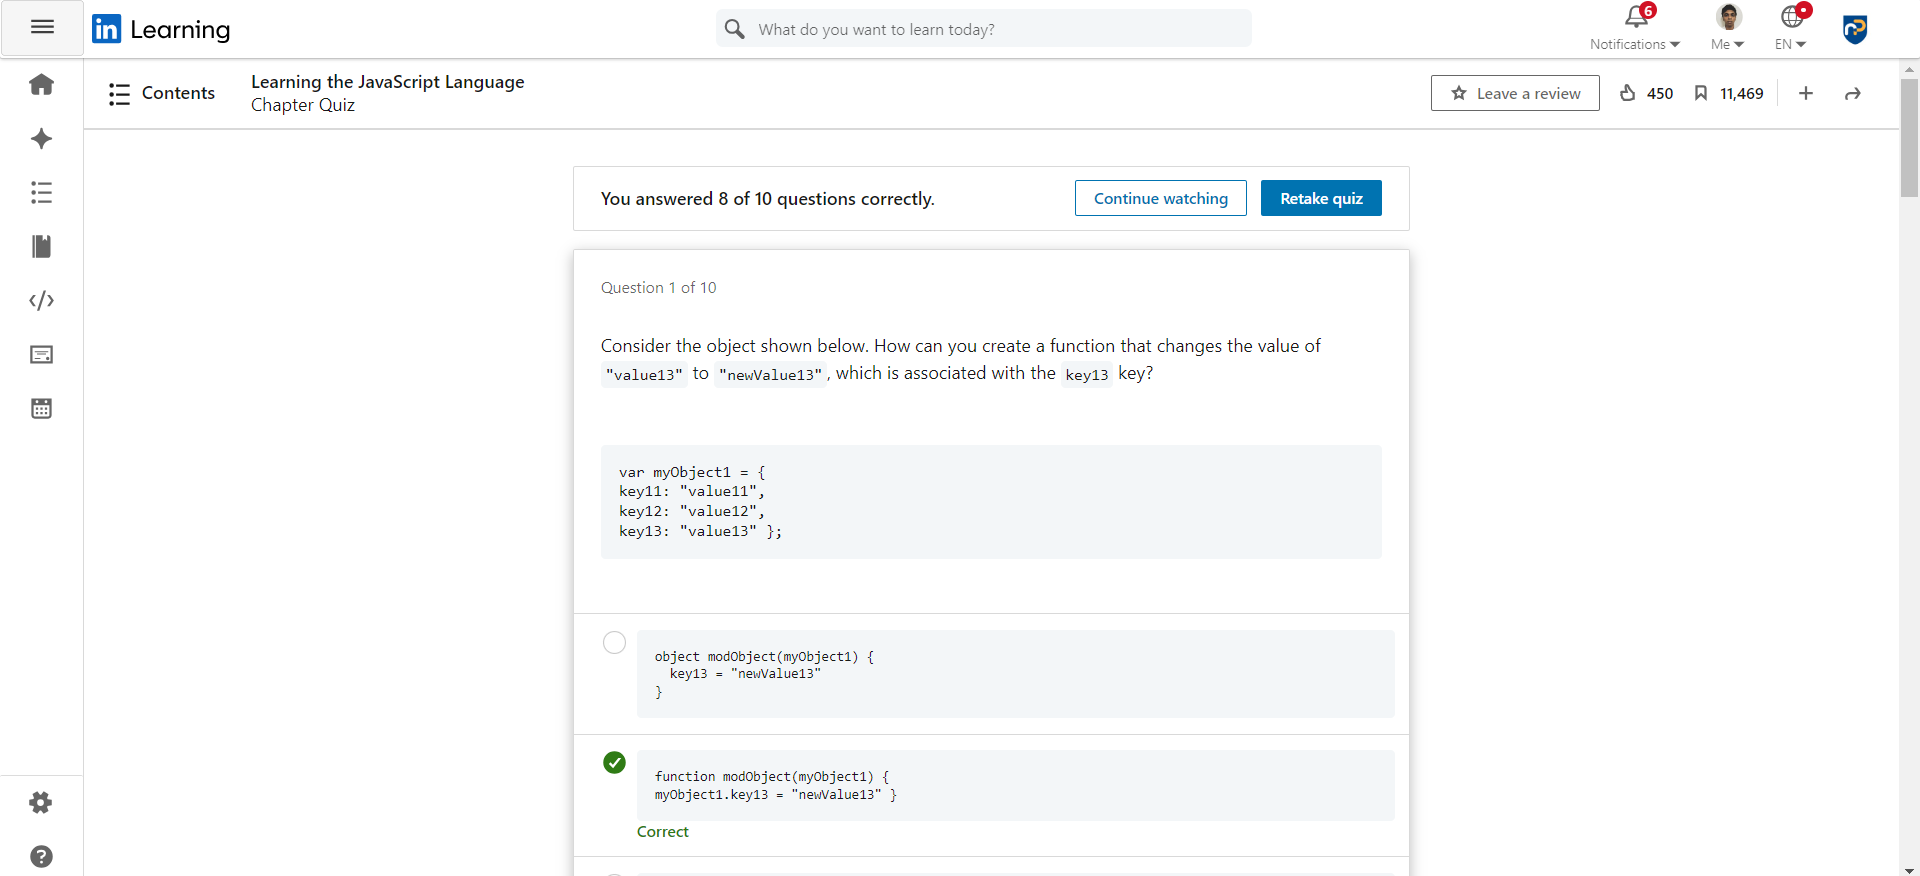 in Learning
What do you want to learn today?
6
Notifications
Me
EN
Contents
Learning the JavaScript Language
Chapter Quiz
Leave a review
450
11,469
You answered 8 of 10 questions correctly.
Continue watching
Retake quiz
Question 1 of 10
Consider the object shown below. How can you create a function that changes the value of
"value13" to "newValue13", which is associated with the key13 key?
var myObject1 = {
key11: "value11",
key12: "value12",
key13: "value13" };
object modObject(myObject1) {
  key13 = "newValue13"
}
function modObject(myObject1) {
myObject1.key13 = "newValue13" }
Correct